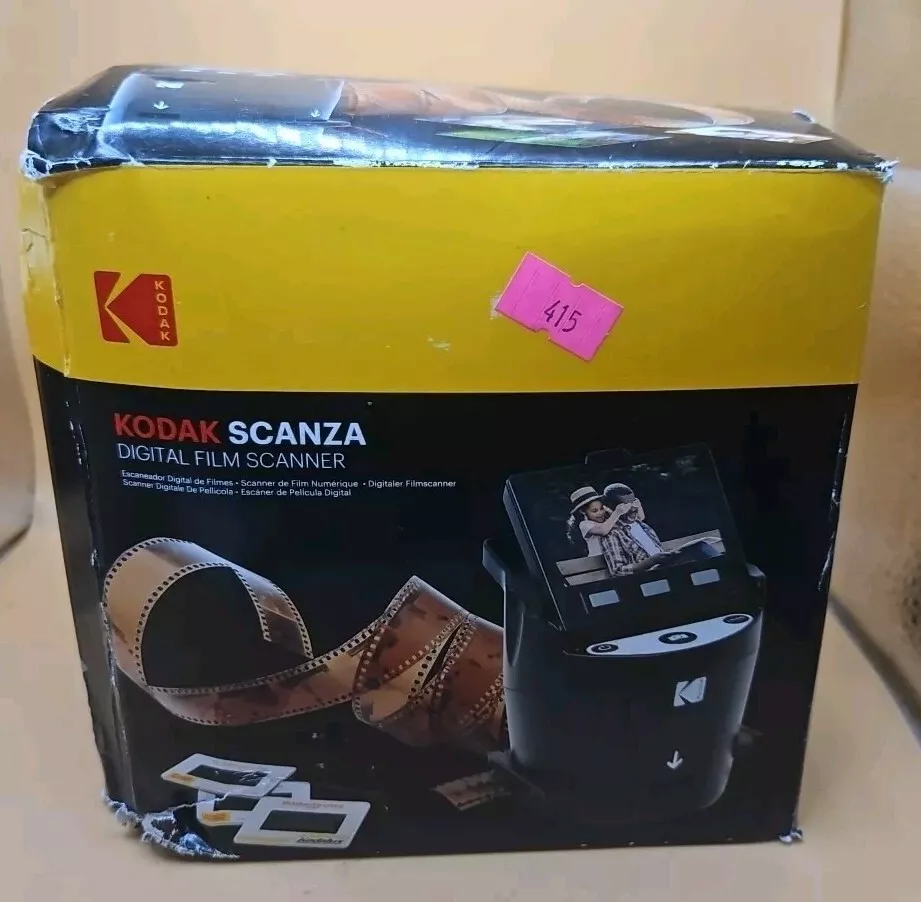 KODAK
415
KODAK SCANZA
DIGITAL FILM SCANNER
Escaneador Digital de Filmes • Scanner de Film Numérique • Digitaler Filmscanner
Scanner Digitale De Pellicola • Escáner de Película Digital